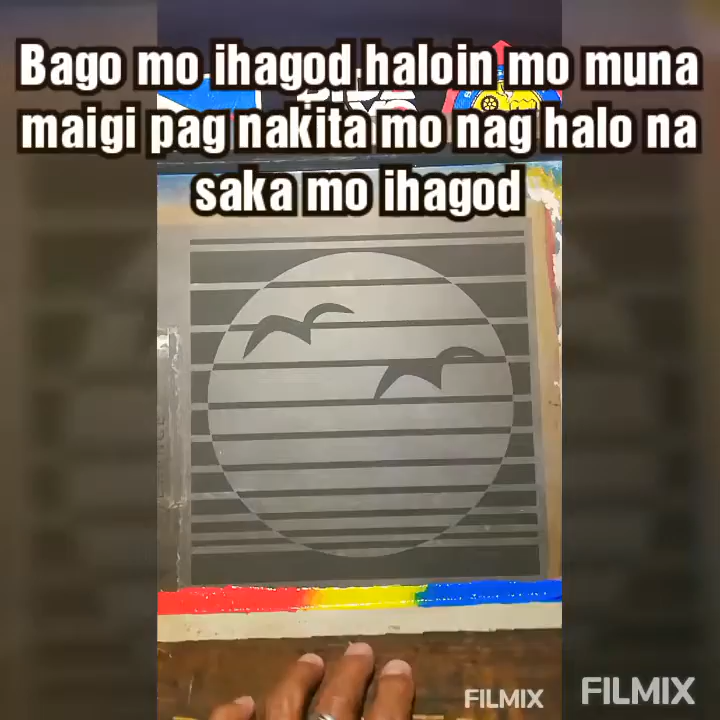 Bago mo ihagod haloin mo muna
maigi pag nakita mo nag halo na
saka mo ihagod
FILMIX
FILMIX